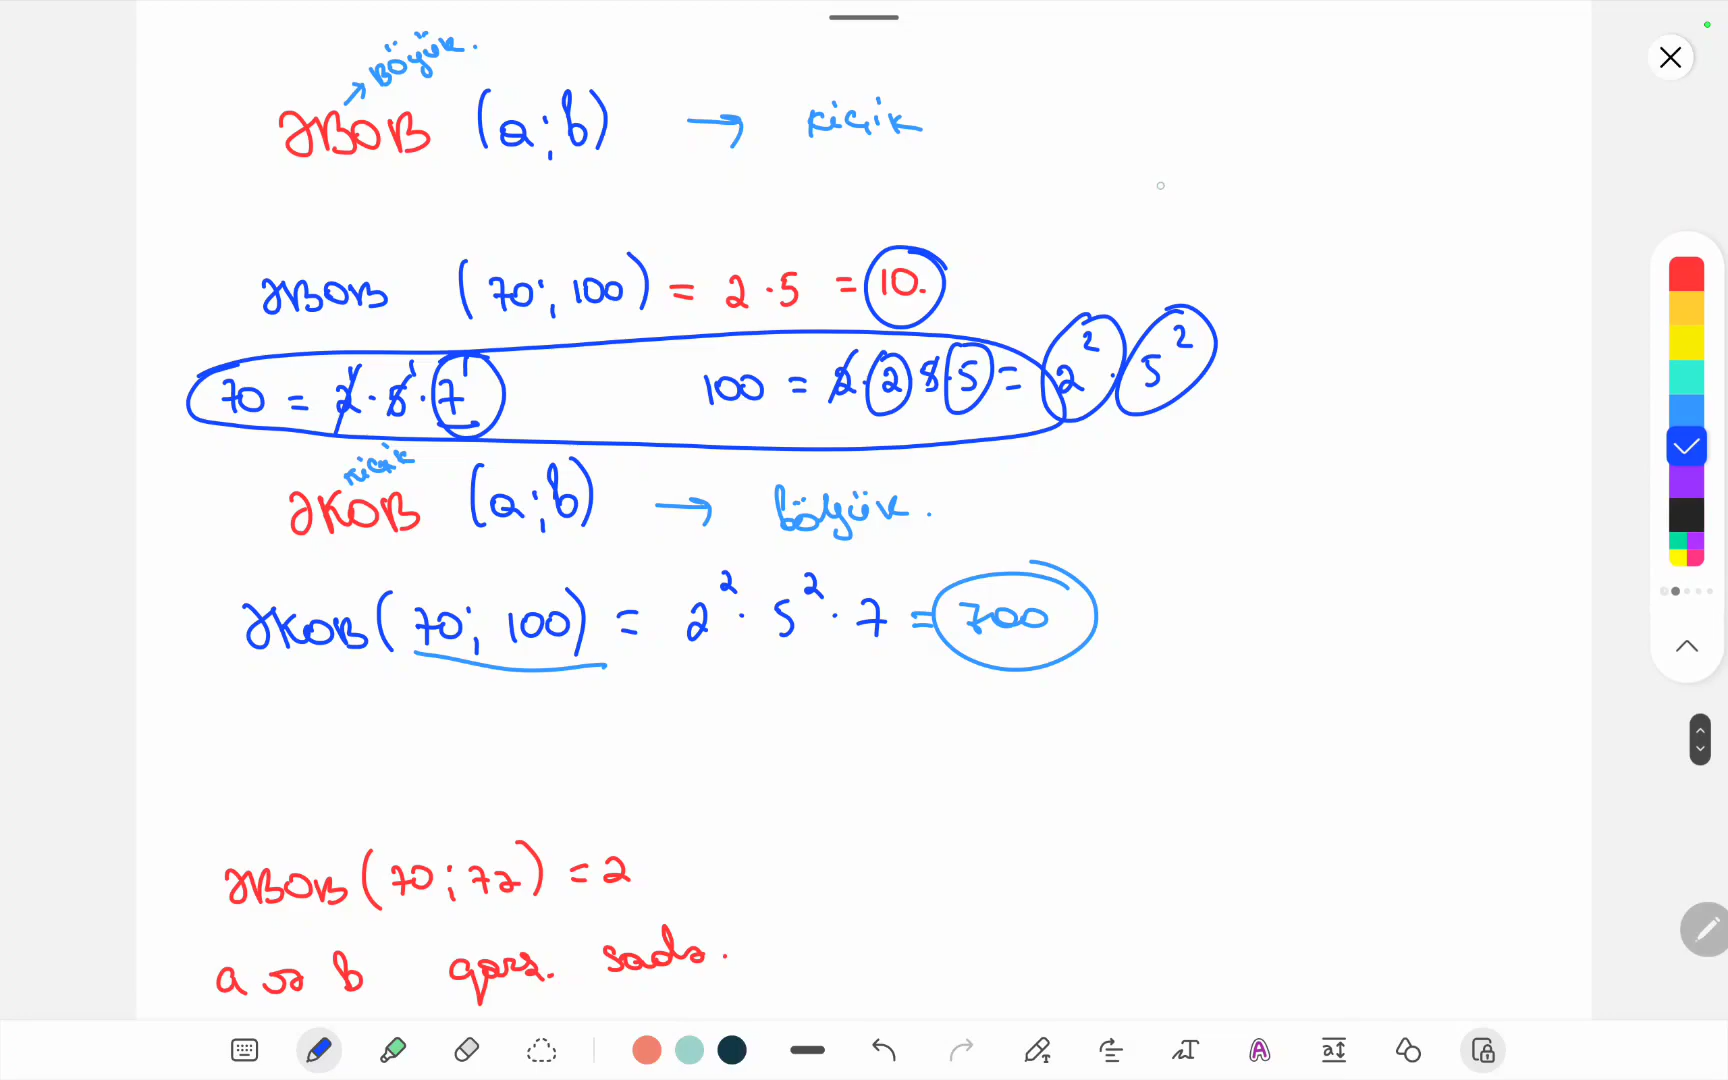 Böyük.
ƏBOB (a;b) → kiçik
ƏBOB (70; 100) = 2 · 5 = 10.
70 = 2 · 5 · 7 100 = 2 · 2 · 5 · 5 = 2² · 5²
kiçik
ƏKOB (a;b) → böyük.
ƏKOB (70; 100) = 2² · 5² · 7 = 700
ƏBOB (70; 72) = 2
a və b qarş. sadə.